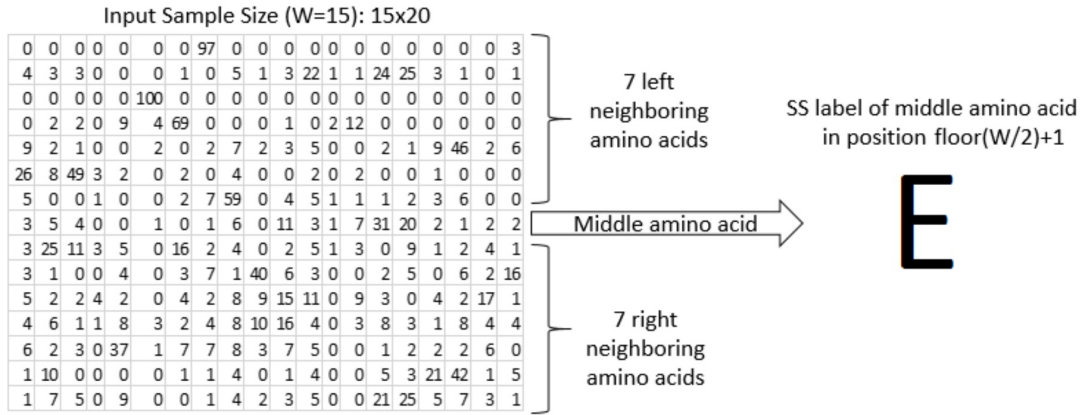 Input Sample Size (W=15): 15x20
0 0 0 0 0 0 0 97 0 0 0 0 0 0 0 0 0 0 0 3
4 3 3 0 0 0 1 0 5 1 3 22 1 1 24 25 3 1 0 1
0 0 0 0 0 100 0 0 0 0 0 0 0 0 0 0 0 0 0 0
0 2 2 0 9 4 69 0 0 0 1 0 2 12 0 0 0 0 0 0
9 2 1 0 0 2 0 2 7 2 3 5 0 0 2 1 9 46 2 6
26 8 49 3 2 0 2 0 4 0 0 2 0 2 0 0 1 0 0 0
5 0 0 1 0 0 2 7 59 0 4 5 1 1 1 2 3 6 0 0
3 5 4 0 0 1 0 1 6 0 11 3 1 7 31 20 2 1 2 2
3 25 11 3 5 0 16 2 4 0 2 5 1 3 0 9 1 2 4 1
3 1 0 0 4 0 3 7 1 40 6 3 0 0 2 5 0 6 2 16
5 2 2 4 2 0 4 2 8 9 15 11 0 9 3 0 4 2 17 1
4 6 1 1 8 3 2 4 8 10 16 4 0 3 8 3 1 8 4 4
6 2 3 0 37 1 7 7 8 3 7 5 0 0 1 2 2 2 6 0
1 10 0 0 0 0 1 1 4 0 1 4 0 0 5 3 21 42 1 5
1 7 5 0 9 0 0 1 4 2 3 5 0 0 21 25 5 7 3 1
7 left
neighboring
amino acids
Middle amino acid
7 right
neighboring
amino acids
SS label of middle amino acid
in position floor(W/2)+1
E